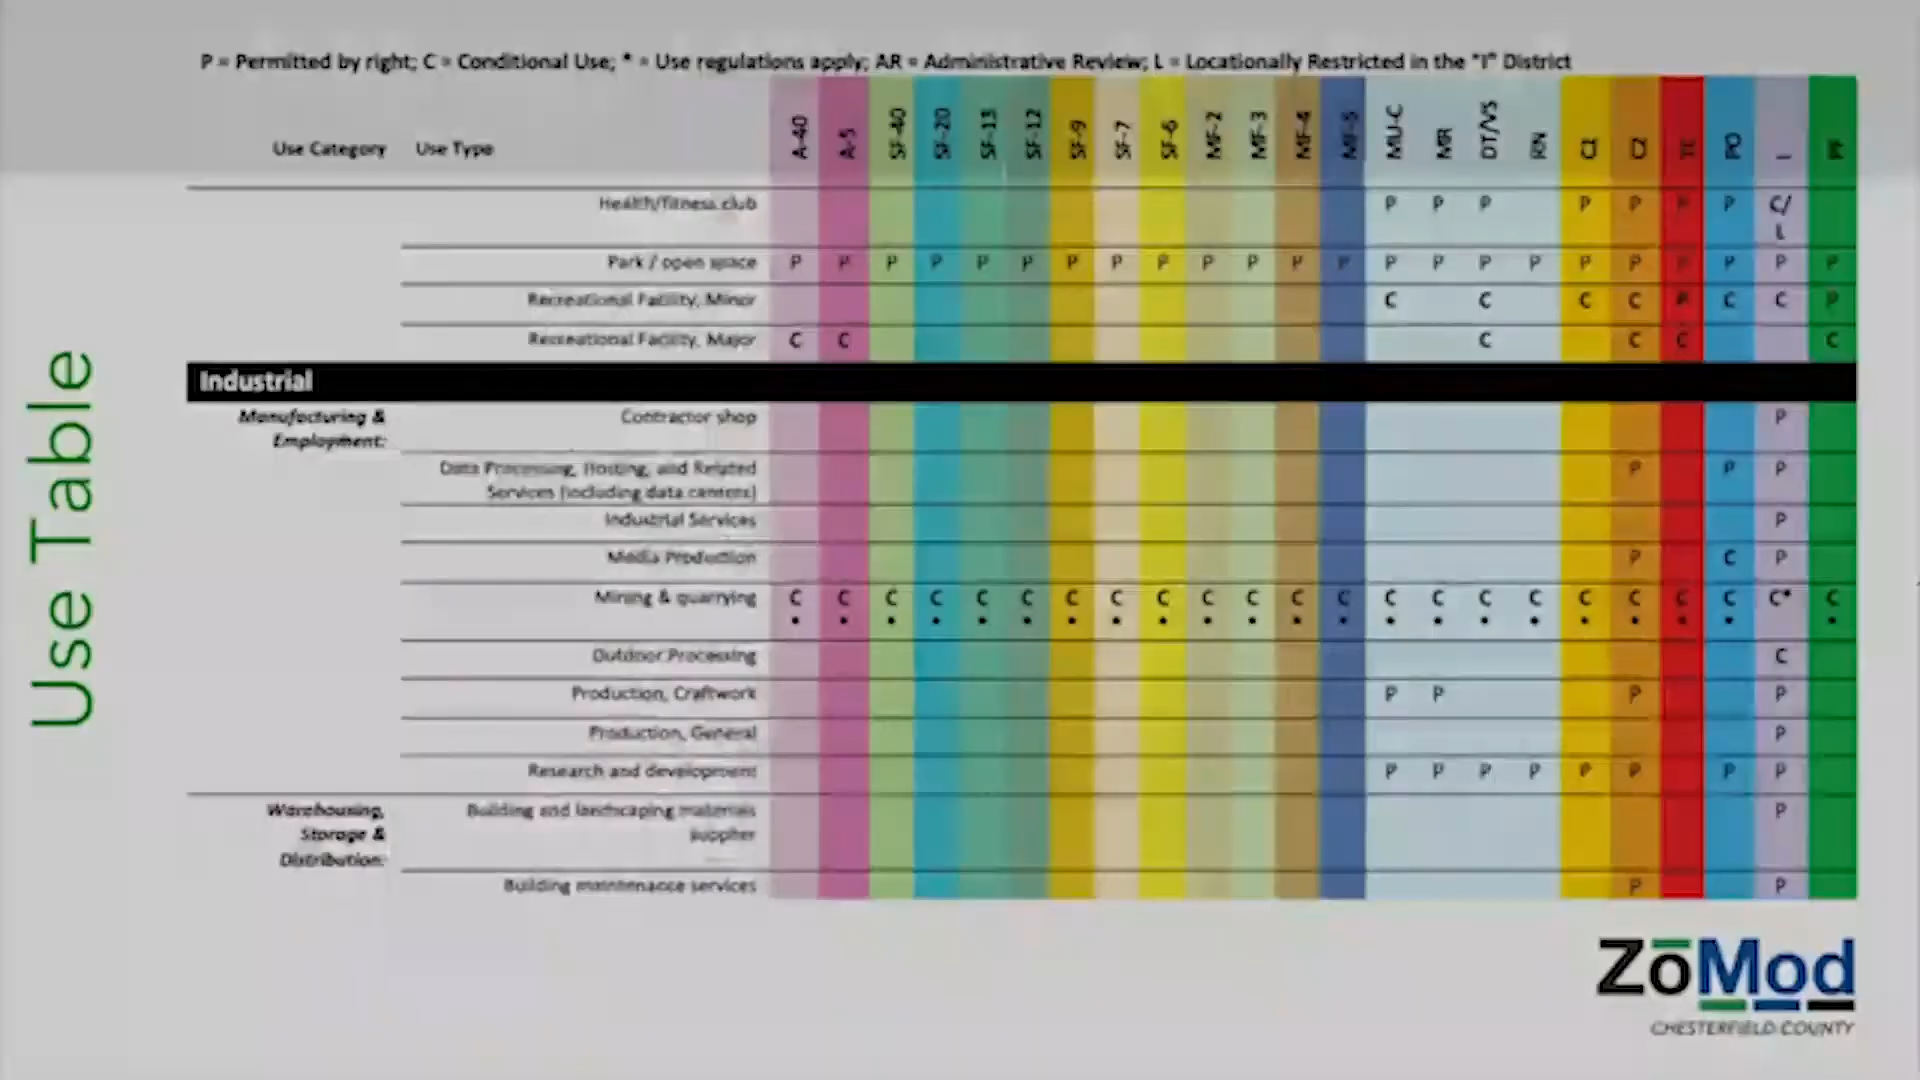 P = Permitted by right; C = Conditional Use; * = Use regulations apply; AR = Administrative Review; L = Locationally Restricted in the "I" District
Use Table
Use Category Use Type A-40 A-5 SF-40 SF-20 SF-13 SF-12 SF-9 SF-7 SF-6 MF-2 MF-3 MF-4 MF-5 MU-C MR DT/VS RN C1 C2 TC PO I PF
Health/fitness club P P P P P P P C/
L
Park / open space P P P P P P P P P P P P P P P P P P P P P P P
Recreational Facility, Minor C C C C P C C P
Recreational Facility, Major C C C C C C
Industrial
Manufacturing & Contractor shop P
Employment:
Data Processing, Hosting, and Related P P P
Services (including data centers)
Industrial Services P
Media Production P C P
Mining & quarrying C C C C C C C C C C C C C C C C C C C C C C* C
• • • • • • • • • • • • • • • • • • • • • •
Outdoor Processing C
Production, Craftwork P P P P
Production, General P
Research and development P P P P P P P P
Warehousing, Building and landscaping materials P
Storage & supplier
Distribution:
Building maintenance services P P
ZōMod
CHESTERFIELD COUNTY